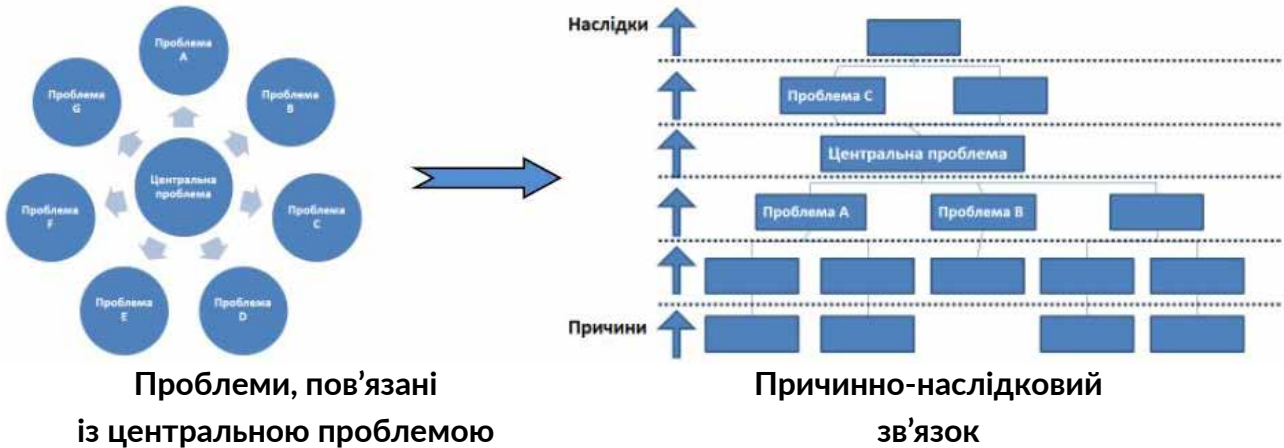 Проблема
A
Проблема
B
Проблема
C
Проблема
D
Проблема
E
Проблема
F
Проблема
G
Центральна
проблема
Проблеми, пов’язані
із центральною проблемою
Наслідки
Проблема C
Центральна проблема
Проблема A
Проблема B
Причини
Причинно-наслідковий
зв’язок